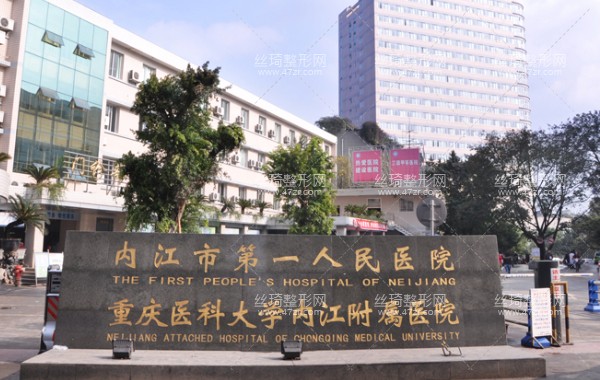 内江市第一人民医院
THE FIRST PEOPLE'S HOSPITAL OF NEIJIANG
重庆医科大学附属内江医院
NEIJIANG ATTACHED HOSPITAL OF CHONGQING MEDICAL UNIVERSITY
丝琦整形网
www.47zr.com